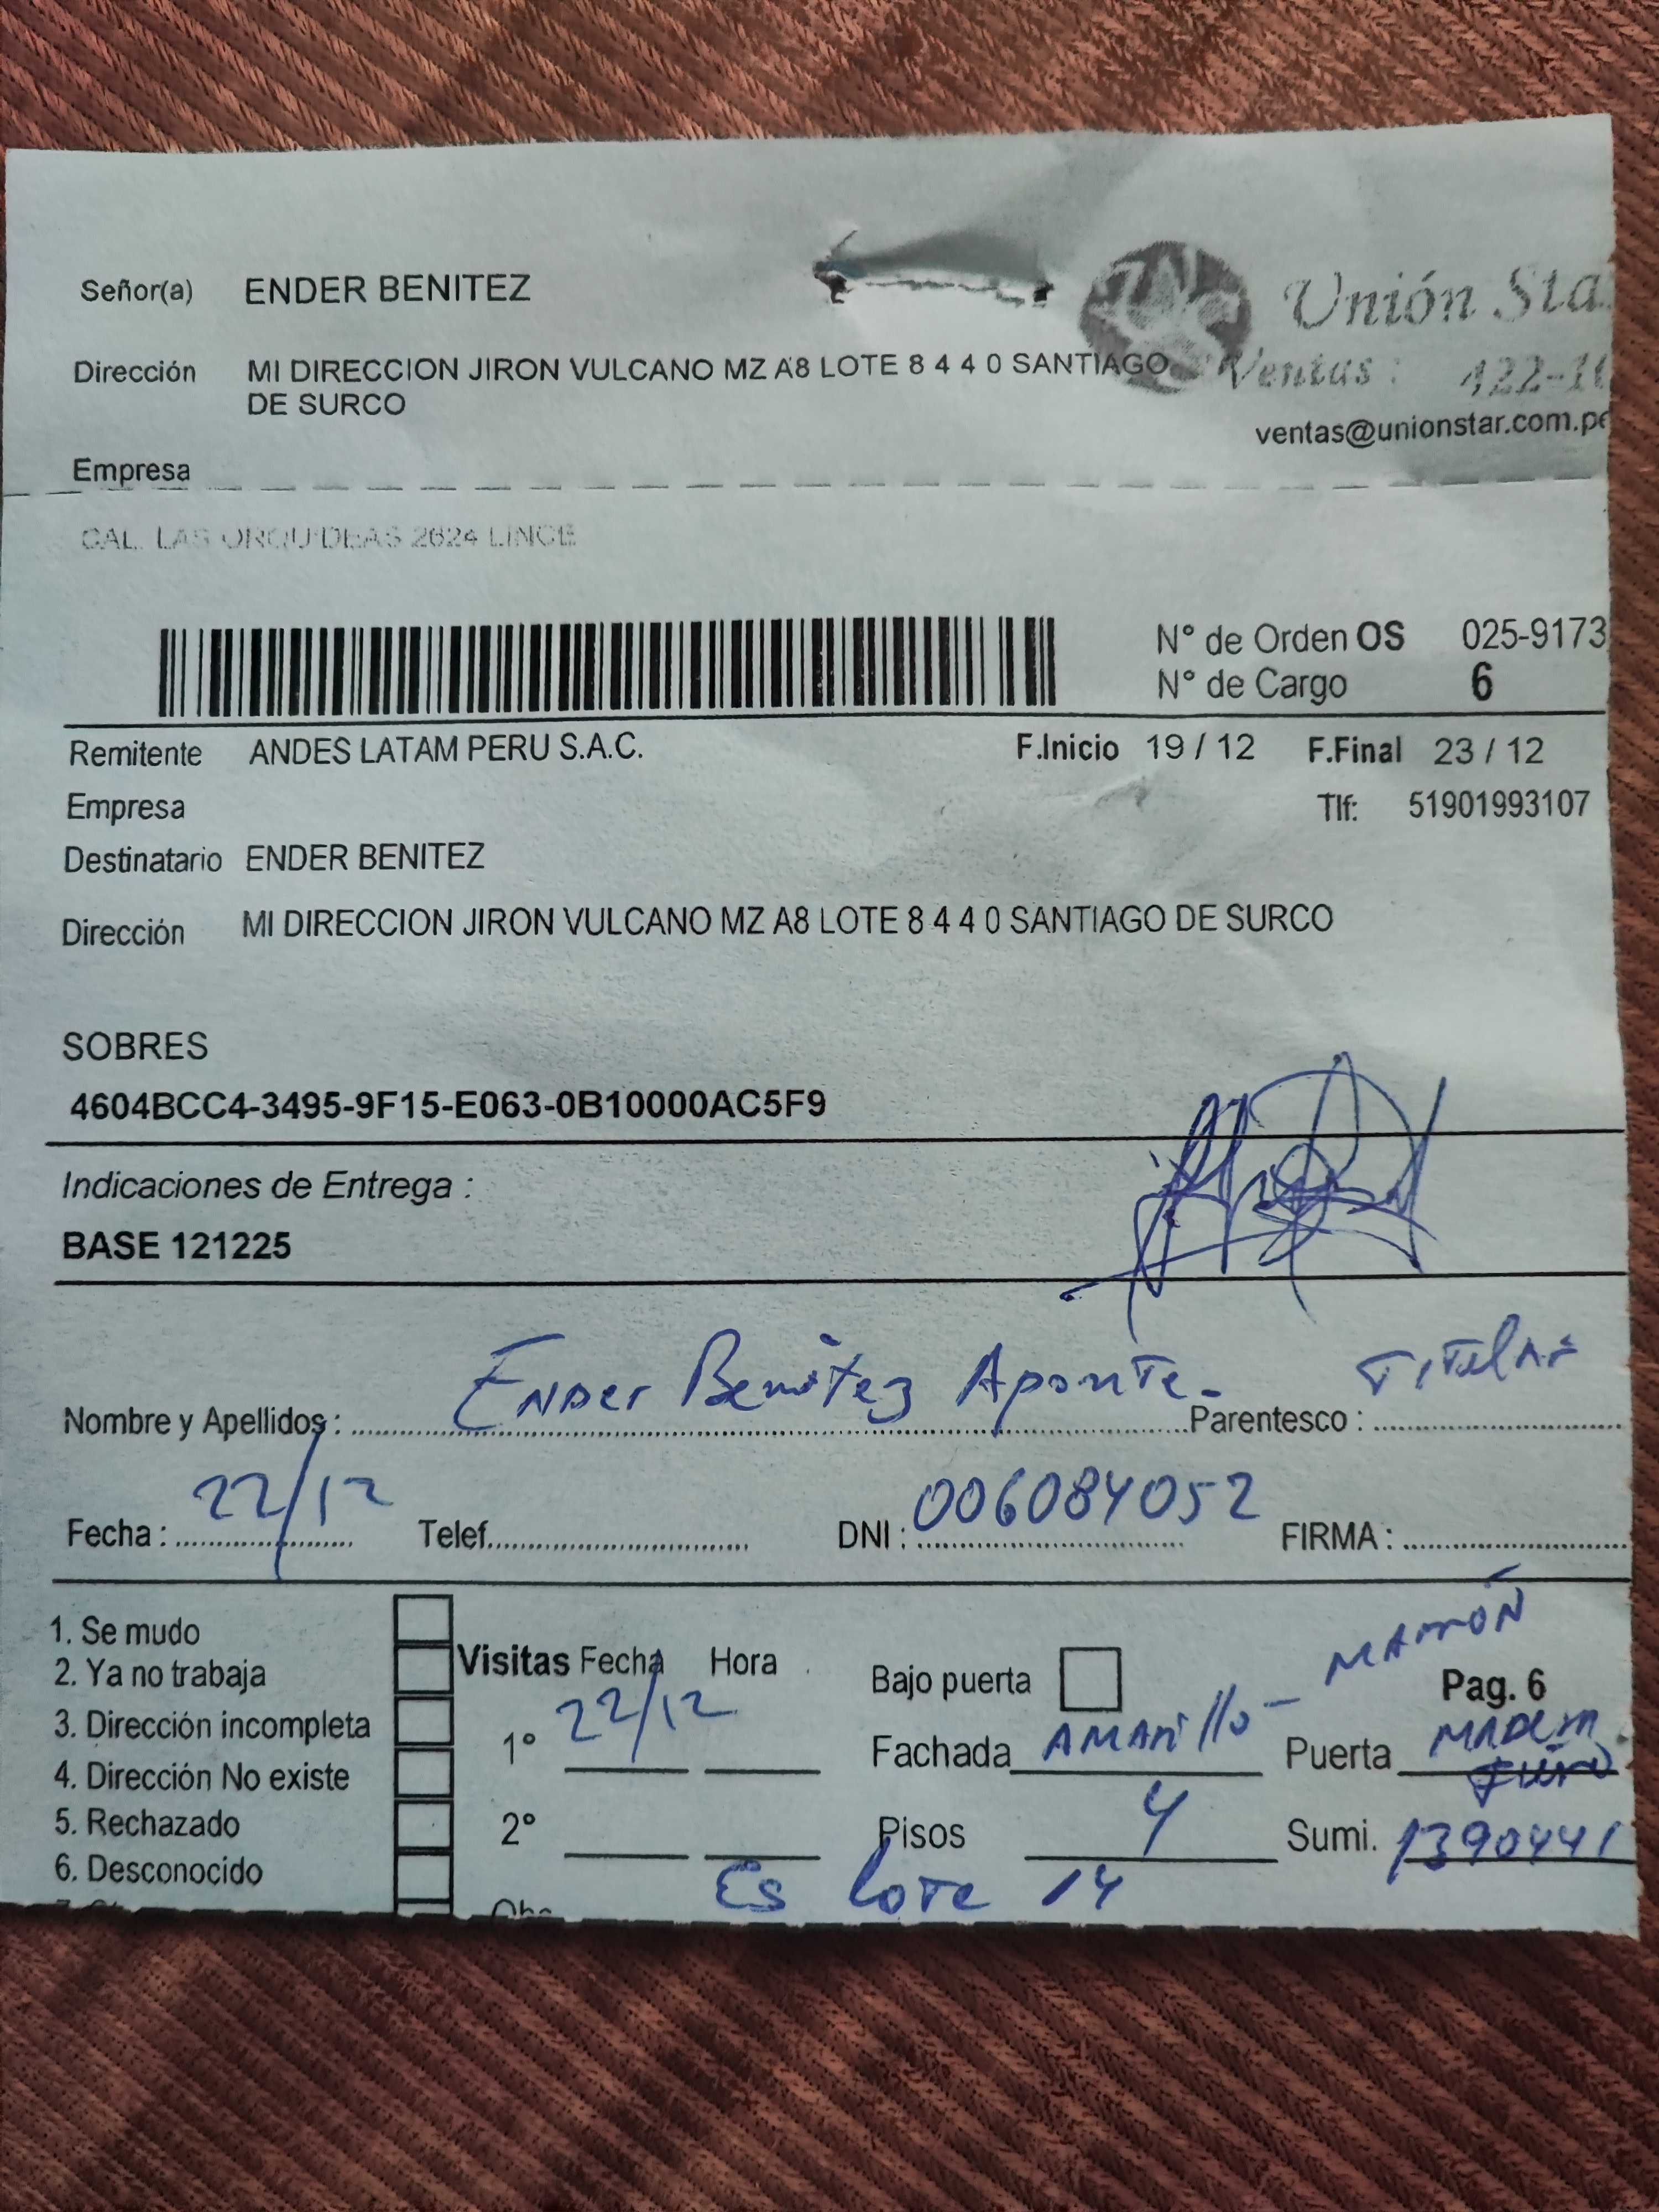 Señor(a) ENDER BENITEZ
Unión Sta
Dirección MI DIRECCION JIRON VULCANO MZ A8 LOTE 8 4 4 0 SANTIAGO
DE SURCO
Ventas : 422-10
ventas@unionstar.com.pe
Empresa
CAL. LAS ORQUIDEAS 2624 LINCE
N° de Orden OS 025-9173
N° de Cargo 6
Remitente ANDES LATAM PERU S.A.C. F.Inicio 19 / 12 F.Final 23 / 12
Empresa Tlf: 51901993107
Destinatario ENDER BENITEZ
Dirección MI DIRECCION JIRON VULCANO MZ A8 LOTE 8 4 4 0 SANTIAGO DE SURCO
SOBRES
4604BCC4-3495-9F15-E063-0B10000AC5F9
Indicaciones de Entrega :
BASE 121225
Nombre y Apellidos : Ender Benitez Aponte - Parentesco : Titular
Fecha : 22/12 Telef. DNI : 006084052 FIRMA :
1. Se mudo
2. Ya no trabaja
3. Dirección incompleta
4. Dirección No existe
5. Rechazado
6. Desconocido
Visitas Fecha Hora
1° 22/12
2°
Es lote 14
Bajo puerta
Pag. 6
Fachada AMARillo - MARRÓN Puerta MADERA
Pisos 4 Sumi. 1390441